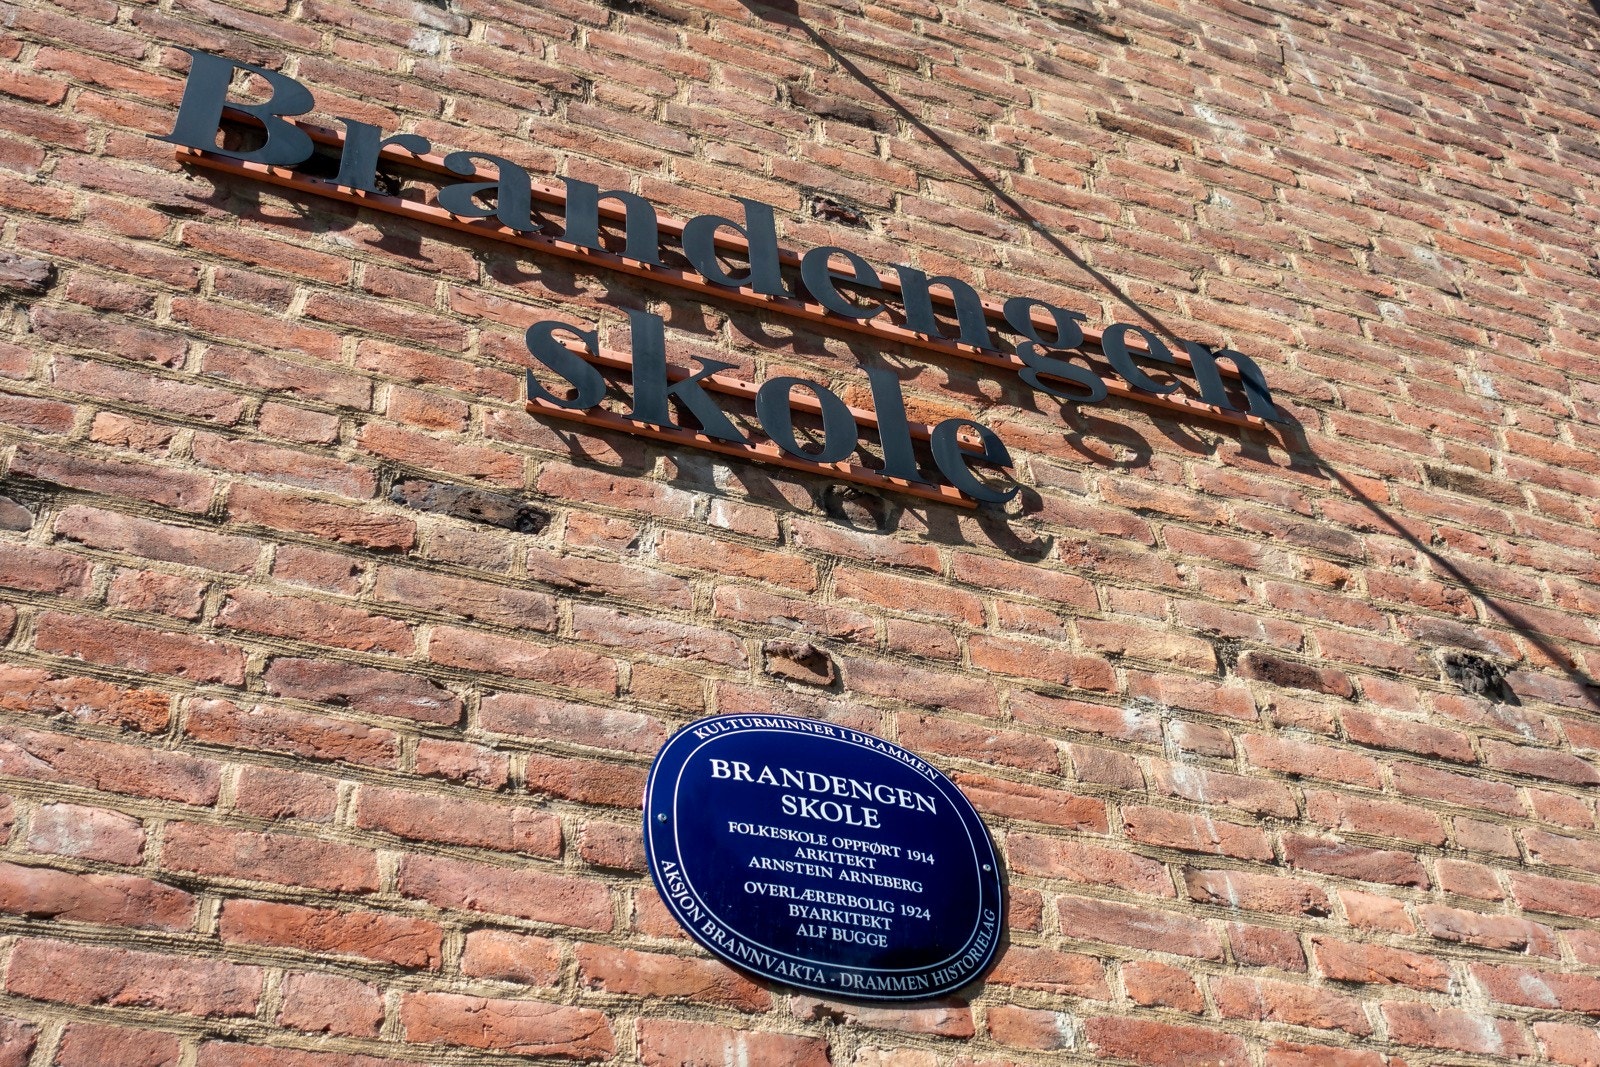 Brandengen
skole
KULTURMINNER I DRAMMEN
BRANDENGEN
SKOLE
FOLKESKOLE OPPFØRT 1914
ARKITEKT
ARNSTEIN ARNEBERG
OVERLÆRERBOLIG 1924
BYARKITEKT
ALF BUGGE
AKSJON BRANNVAKTA - DRAMMEN HISTORIELAG